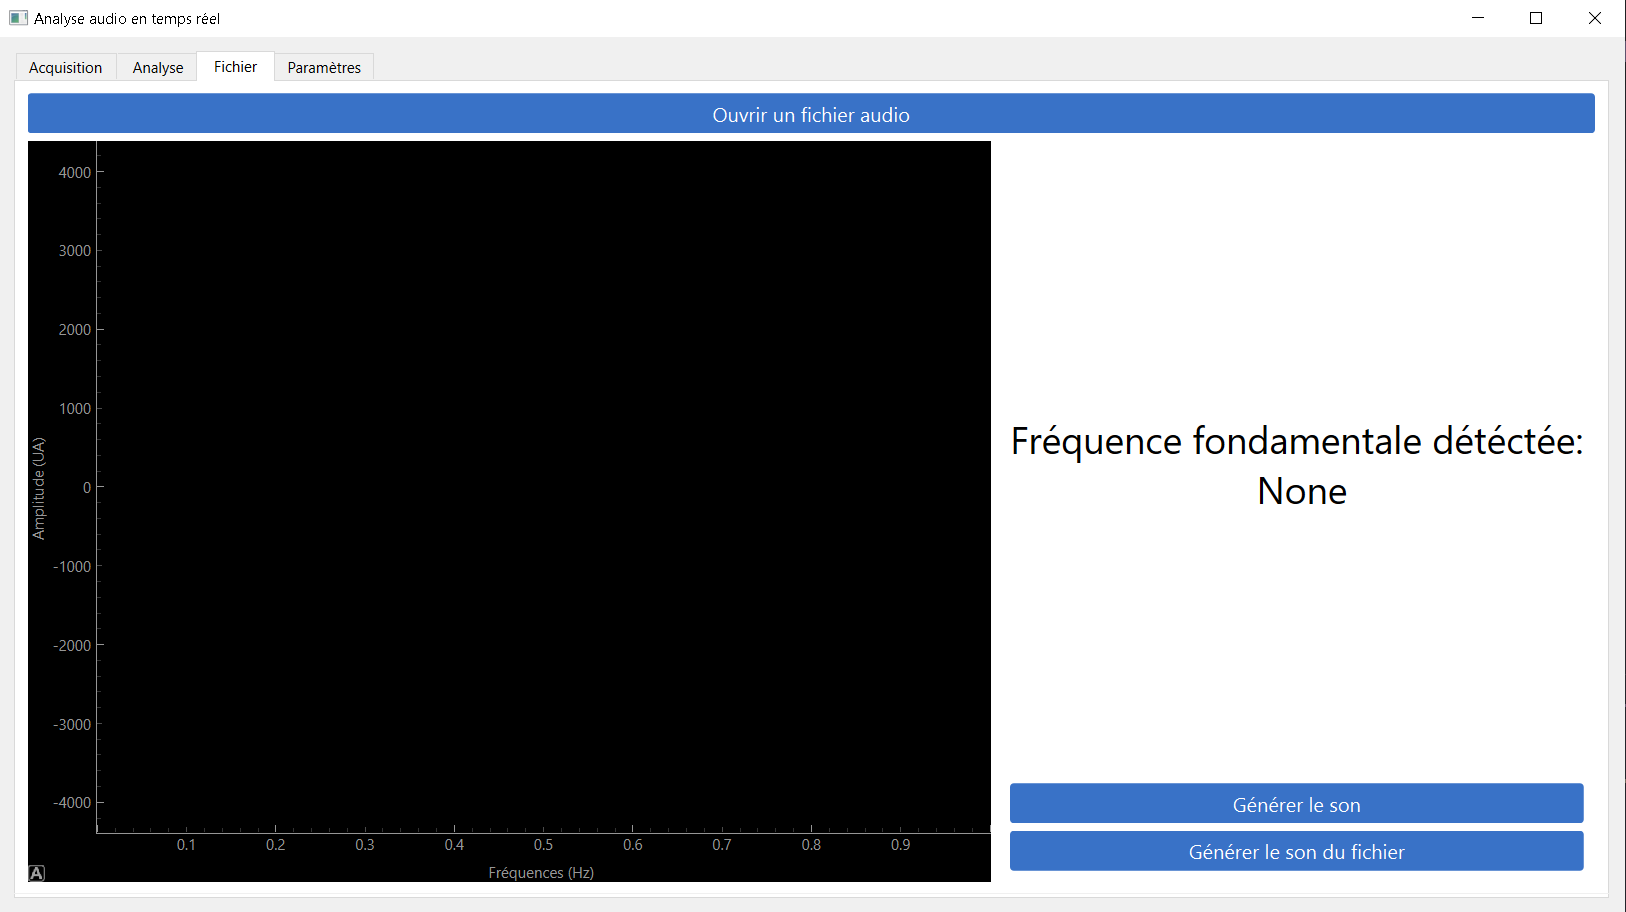 Analyse audio en temps réel
Acquisition
Analyse
Fichier
Paramètres
Ouvrir un fichier audio
4000
3000
2000
1000
0
-1000
-2000
-3000
-4000
Amplitude (UA)
0.1
0.2
0.3
0.4
0.5
0.6
0.7
0.8
0.9
Fréquences (Hz)
A
Fréquence fondamentale détéctée:
None
Générer le son
Générer le son du fichier